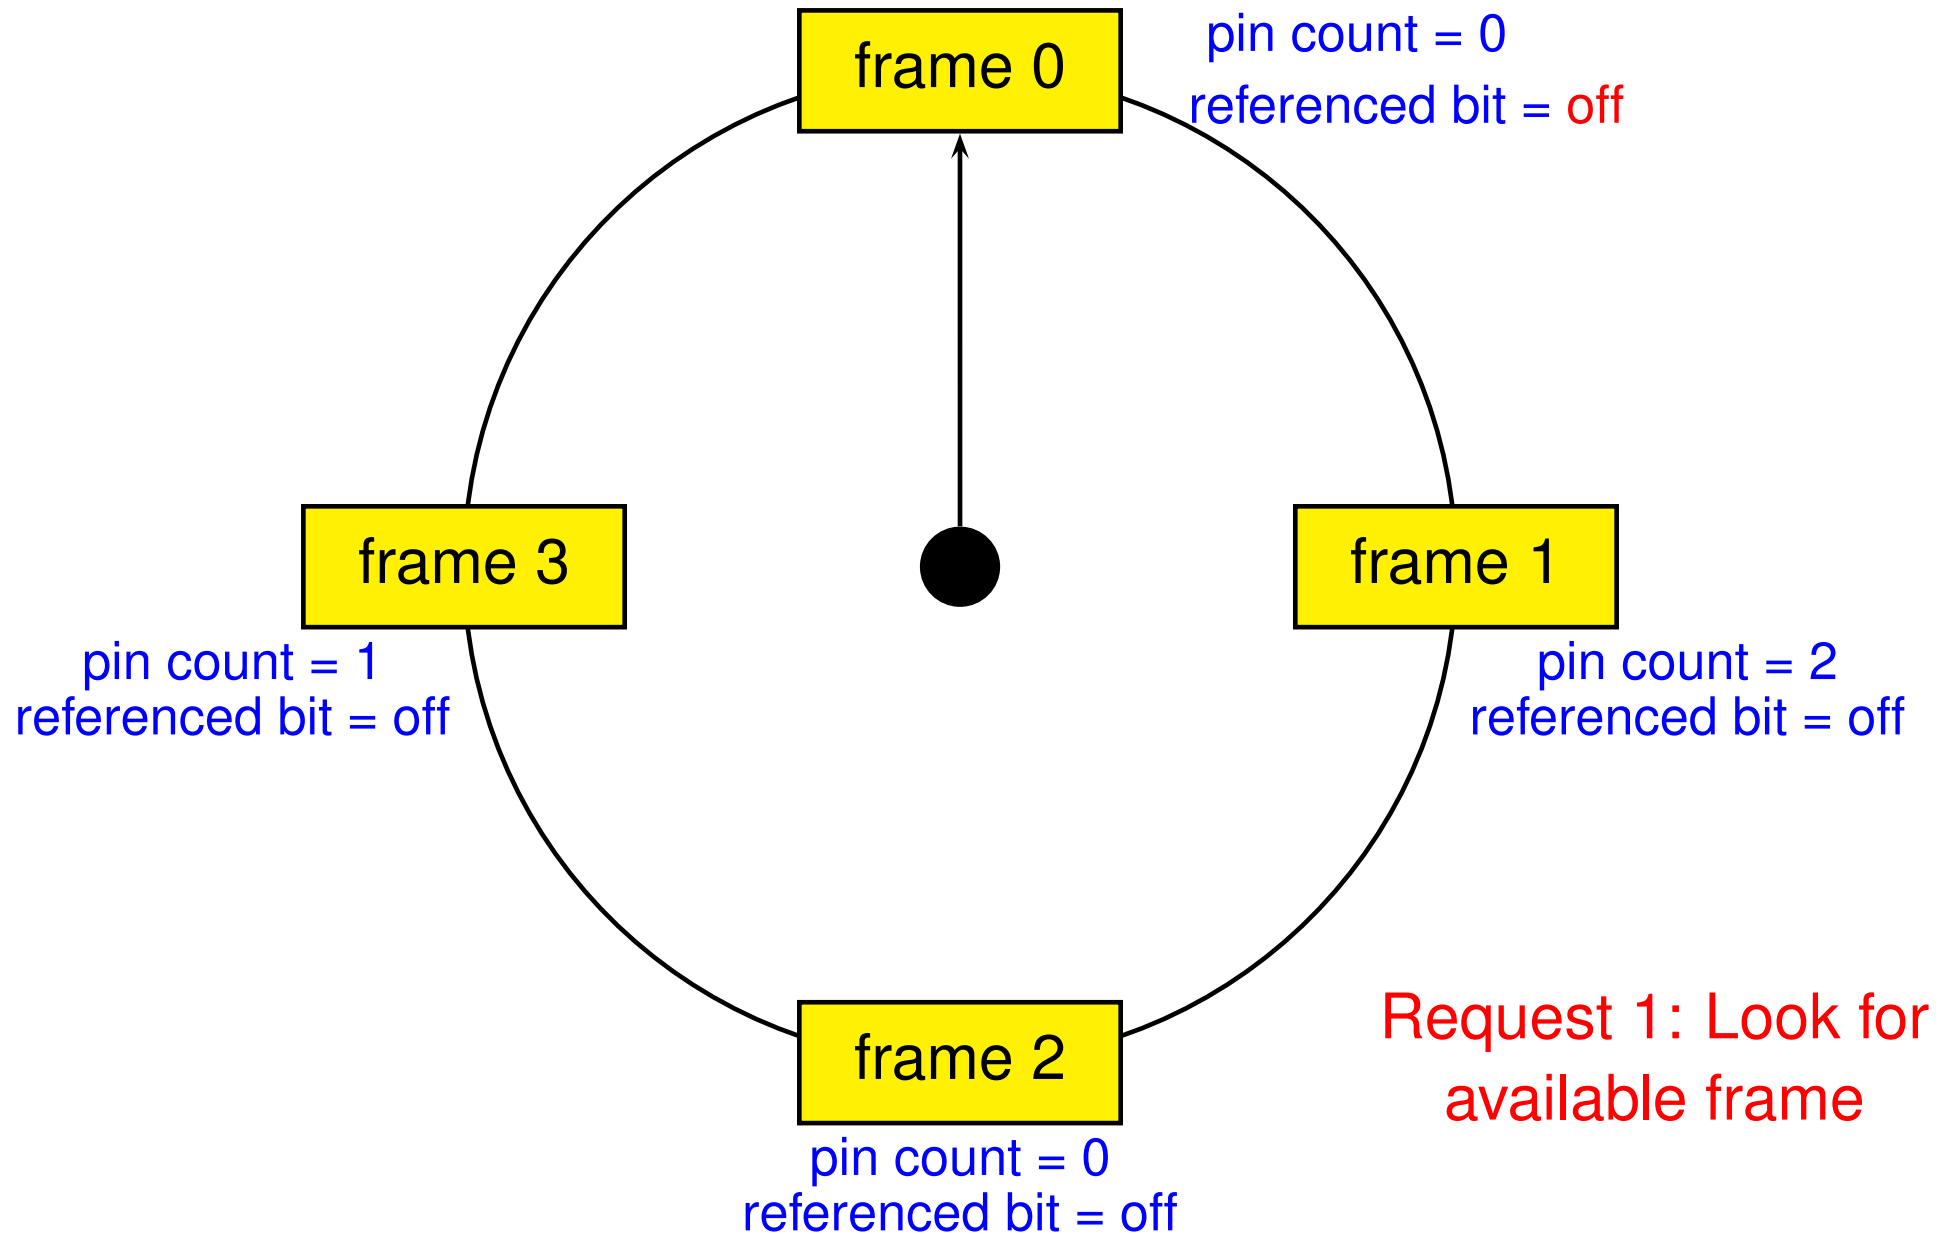 frame 0
pin count = 0
referenced bit = off
frame 3
frame 1
pin count = 1
referenced bit = off
pin count = 2
referenced bit = off
frame 2
pin count = 0
referenced bit = off
Request 1: Look for
available frame